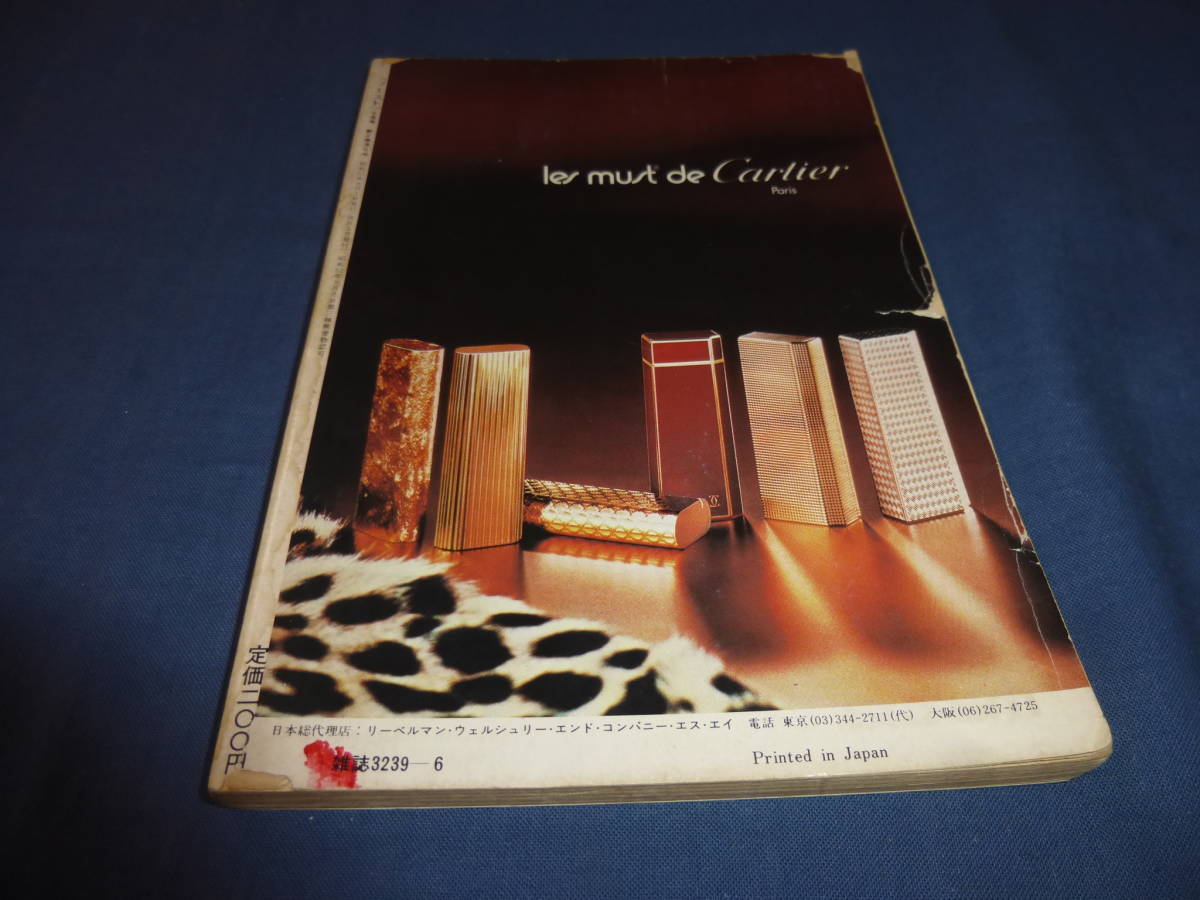 les must de Cartier
Paris
定価二〇〇円
日本総代理店：リーベルマン・ウェルシュリー・エンド・コンパニー・エス・エイ　電話 東京(03)344-2711(代)　大阪(06)267-4725
雑誌3239—6
Printed in Japan